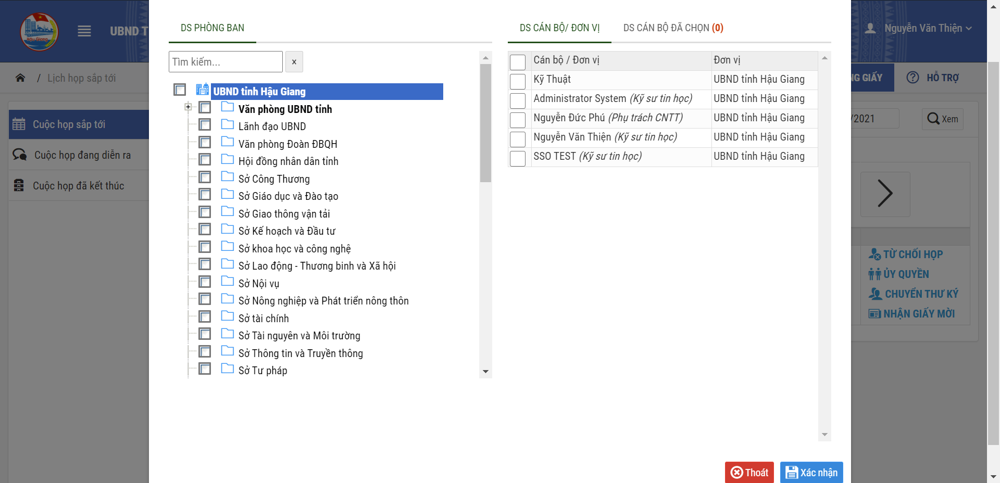 Hậu Giang
UBND T
Nguyễn Văn Thiện
/ Lịch họp sắp tới
NG GIẤY
HỖ TRỢ
Cuộc họp sắp tới
Cuộc họp đang diễn ra
Cuộc họp đã kết thúc
DS PHÒNG BAN
Tìm kiếm...
x
UBND tỉnh Hậu Giang
Văn phòng UBND tỉnh
Lãnh đạo UBND
Văn phòng Đoàn ĐBQH
Hội đồng nhân dân tỉnh
Sở Công Thương
Sở Giáo dục và Đào tạo
Sở Giao thông vận tải
Sở Kế hoạch và Đầu tư
Sở khoa học và công nghệ
Sở Lao động - Thương binh và Xã hội
Sở Nội vụ
Sở Nông nghiệp và Phát triển nông thôn
Sở tài chính
Sở Tài nguyên và Môi trường
Sở Thông tin và Truyền thông
Sở Tư pháp
DS CÁN BỘ/ ĐƠN VỊ DS CÁN BỘ ĐÃ CHỌN (0)
Cán bộ / Đơn vị Đơn vị
Kỹ Thuật UBND tỉnh Hậu Giang
Administrator System (Kỹ sư tin học) UBND tỉnh Hậu Giang
Nguyễn Đức Phú (Phụ trách CNTT) UBND tỉnh Hậu Giang
Nguyễn Văn Thiện (Kỹ sư tin học) UBND tỉnh Hậu Giang
SSO TEST (Kỹ sư tin học) UBND tỉnh Hậu Giang
/2021
Xem
TỪ CHỐI HỌP
ỦY QUYỀN
CHUYỂN THƯ KÝ
NHẬN GIẤY MỜI
Thoát Xác nhận